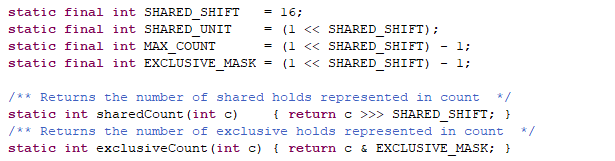 static final int SHARED_SHIFT   = 16;
static final int SHARED_UNIT    = (1 << SHARED_SHIFT);
static final int MAX_COUNT      = (1 << SHARED_SHIFT) - 1;
static final int EXCLUSIVE_MASK = (1 << SHARED_SHIFT) - 1;

/** Returns the number of shared holds represented in count  */
static int sharedCount(int c)    { return c >>> SHARED_SHIFT; }
/** Returns the number of exclusive holds represented in count  */
static int exclusiveCount(int c) { return c & EXCLUSIVE_MASK; }